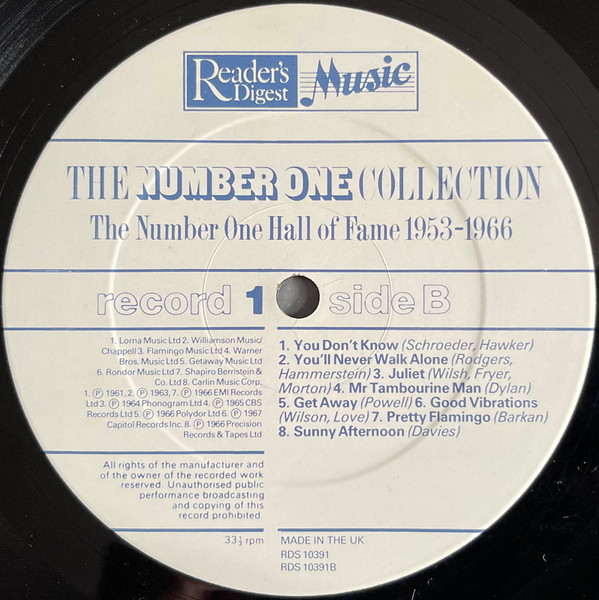 Reader's
Digest
Music
THE NUMBER ONE COLLECTION
The Number One Hall of Fame 1953-1966
record 1 side B
1. Lorna Music Ltd 2. Williamson Music/
Chappell 3. Flamingo Music Ltd 4. Warner
Bros. Music Ltd 5. Getaway Music Ltd
6. Rondor Music Ltd 7. Shapiro Bernstein &
Co. Ltd 8. Carlin Music Corp.
1. Ⓟ 1961, 2. Ⓟ 1963, 7. Ⓟ 1966 EMI Records
Ltd 3. Ⓟ 1964 Phonogram Ltd 4. Ⓟ 1965 CBS
Records Ltd 5. Ⓟ 1966 Polydor Ltd 6. Ⓟ 1967
Capitol Records Inc. 8. Ⓟ 1966 Precision
Records & Tapes Ltd
1. You Don't Know (Schroeder, Hawker)
2. You'll Never Walk Alone (Rodgers,
Hammerstein) 3. Juliet (Wilsh, Fryer,
Morton) 4. Mr Tambourine Man (Dylan)
5. Get Away (Powell) 6. Good Vibrations
(Wilson, Love) 7. Pretty Flamingo (Barkan)
8. Sunny Afternoon (Davies)
All rights of the manufacturer and
of the owner of the recorded work
reserved. Unauthorised public
performance broadcasting
and copying of this
record prohibited.
33⅓ rpm
MADE IN THE UK
RDS 10391
RDS 10391B